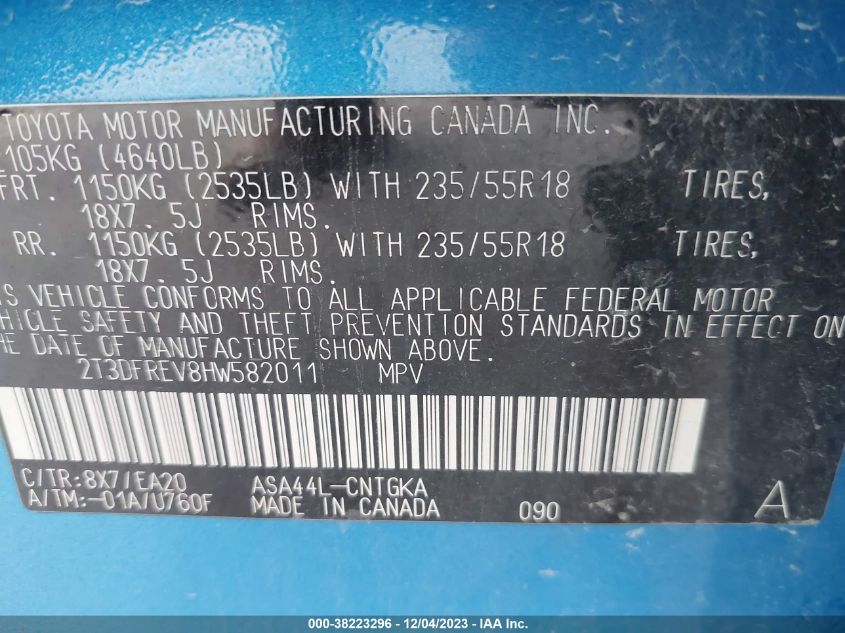 TOYOTA MOTOR MANUFACTURING CANADA INC.
105KG (4640LB)
FRT. 1150KG (2535LB) WITH 235/55R18 TIRES,
18X7.5J RIMS.
RR. 1150KG (2535LB) WITH 235/55R18 TIRES,
18X7.5J RIMS.
IS VEHICLE CONFORMS TO ALL APPLICABLE FEDERAL MOTOR
HICLE SAFETY AND THEFT PREVENTION STANDARDS IN EFFECT ON
HE DATE OF MANUFACTURE SHOWN ABOVE.
2T3DFREV8HW582011 MPV
C/TR:8X7/EA20 ASA44L-CNTGKA
A/TM:-01A/U760F MADE IN CANADA 090 A
000-38223296 - 12/04/2023 - IAA Inc.